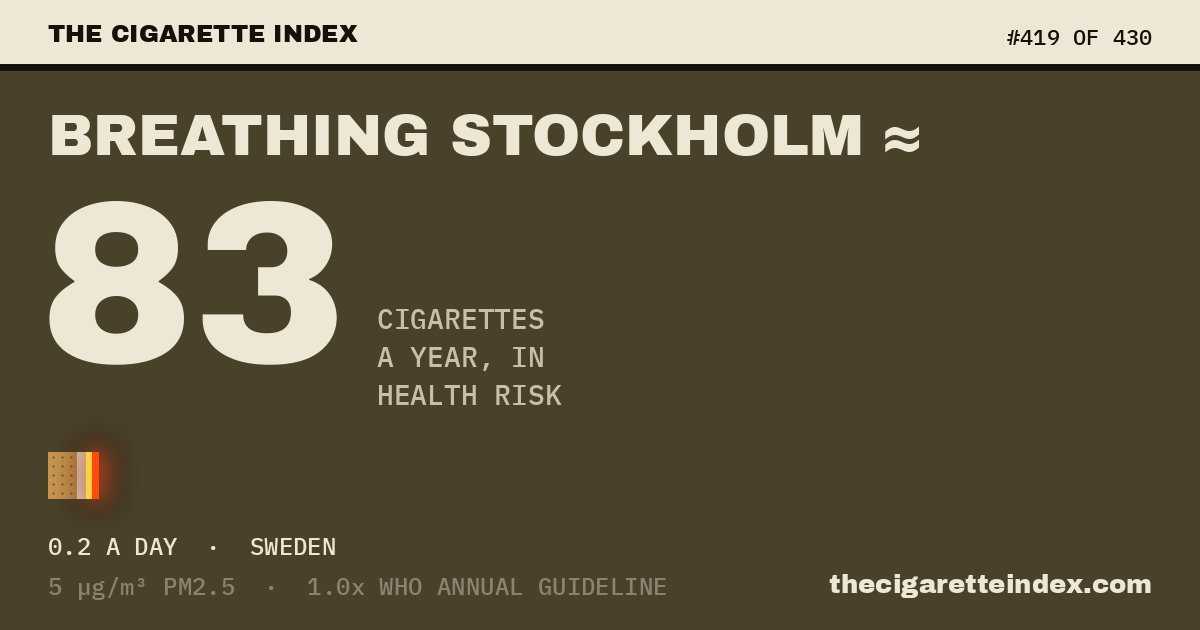 THE CIGARETTE INDEX
#419 OF 430
BREATHING STOCKHOLM ≈
83
CIGARETTES
A YEAR, IN
HEALTH RISK
0.2 A DAY · SWEDEN
5 µg/m³ PM2.5 · 1.0x WHO ANNUAL GUIDELINE
thecigaretteindex.com